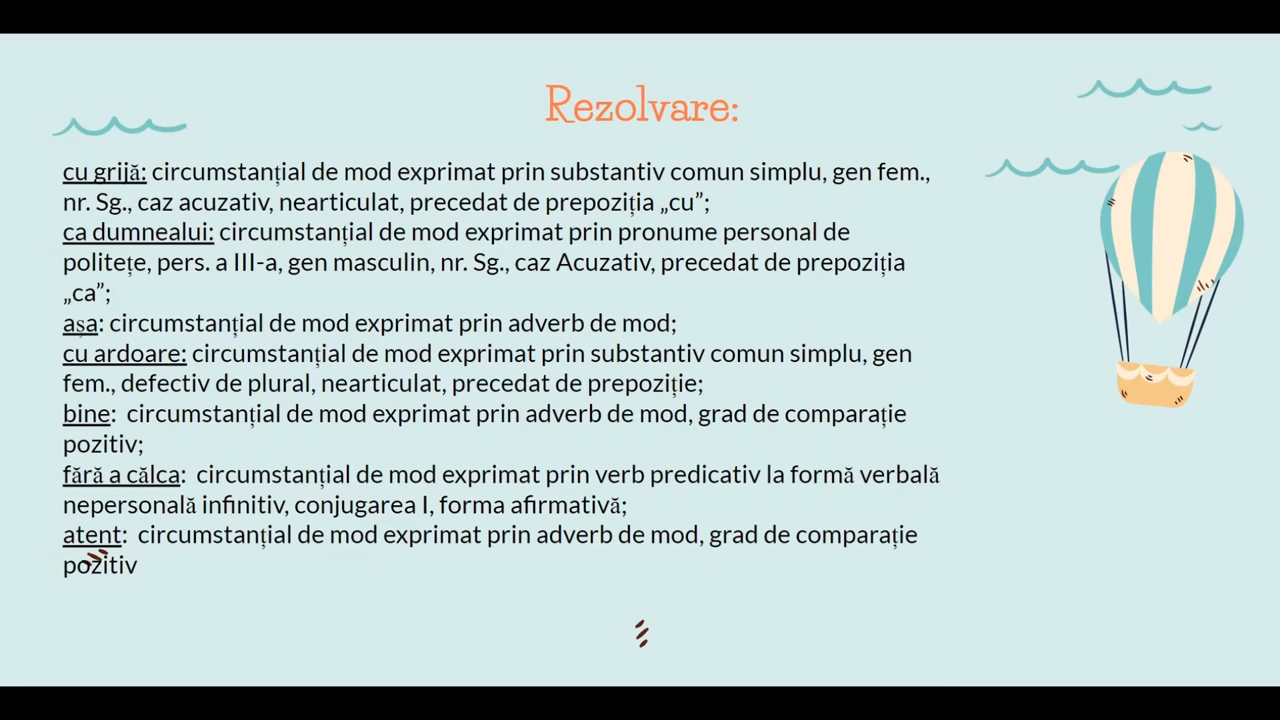 Rezolvare:
cu grijă: circumstanțial de mod exprimat prin substantiv comun simplu, gen fem.,
nr. Sg., caz acuzativ, nearticulat, precedat de prepoziția „cu”;
ca dumnealui: circumstanțial de mod exprimat prin pronume personal de
politețe, pers. a III-a, gen masculin, nr. Sg., caz Acuzativ, precedat de prepoziția
„ca”;
așa: circumstanțial de mod exprimat prin adverb de mod;
cu ardoare: circumstanțial de mod exprimat prin substantiv comun simplu, gen
fem., defectiv de plural, nearticulat, precedat de prepoziție;
bine: circumstanțial de mod exprimat prin adverb de mod, grad de comparație
pozitiv;
fără a călca: circumstanțial de mod exprimat prin verb predicativ la formă verbală
nepersonală infinitiv, conjugarea I, forma afirmativă;
atent: circumstanțial de mod exprimat prin adverb de mod, grad de comparație
pozitiv